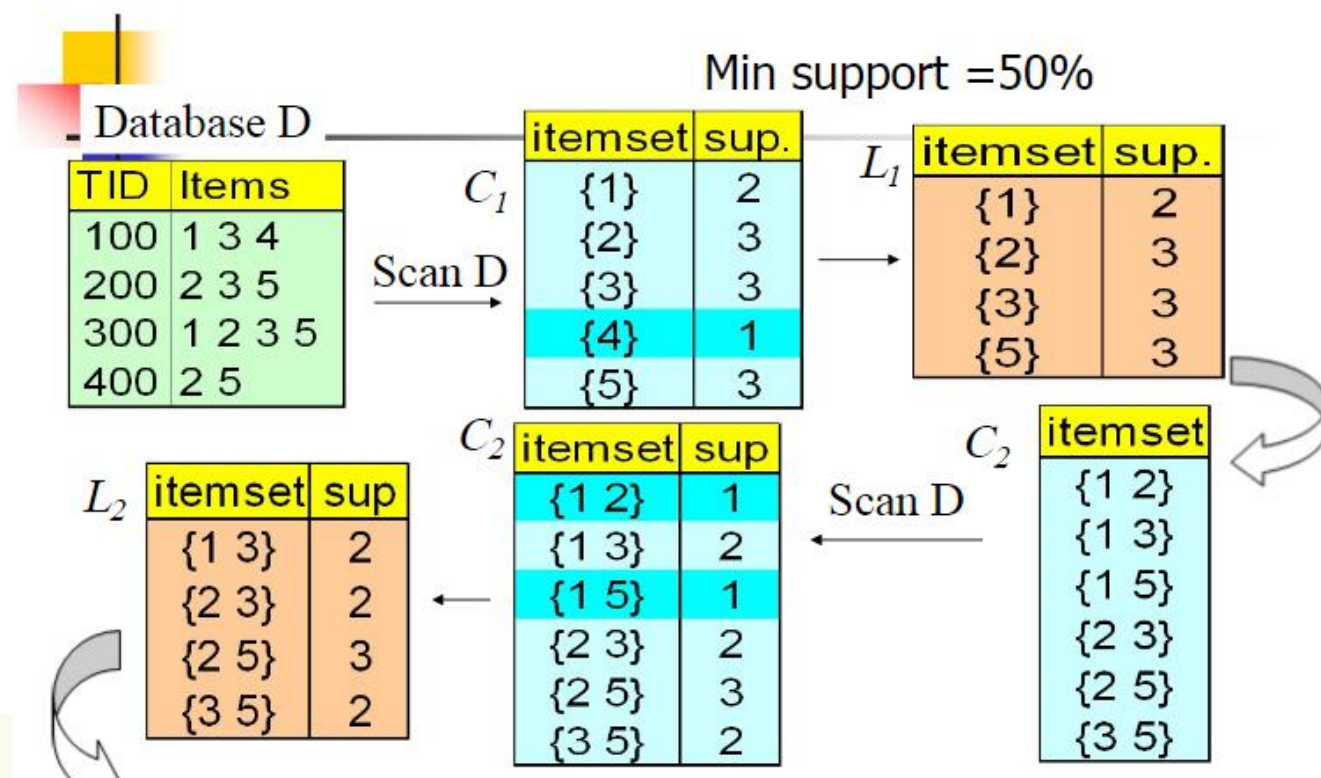 Min support =50%
Database D
TID Items
100 1 3 4
200 2 3 5
300 1 2 3 5
400 2 5
Scan D
C1
itemset sup.
{1} 2
{2} 3
{3} 3
{4} 1
{5} 3
L1
itemset sup.
{1} 2
{2} 3
{3} 3
{5} 3
C2
itemset
{1 2}
{1 3}
{1 5}
{2 3}
{2 5}
{3 5}
Scan D
C2
itemset sup
{1 2} 1
{1 3} 2
{1 5} 1
{2 3} 2
{2 5} 3
{3 5} 2
L2
itemset sup
{1 3} 2
{2 3} 2
{2 5} 3
{3 5} 2